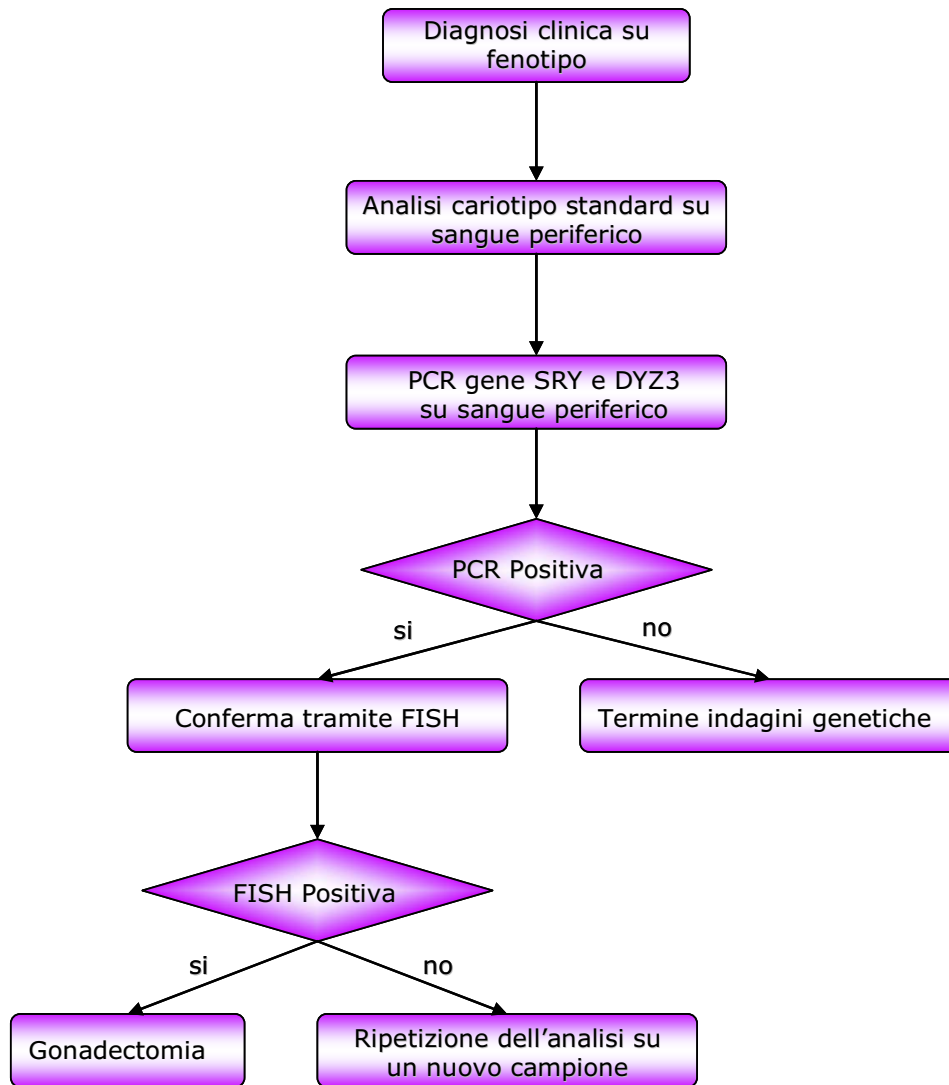 Diagnosi clinica su
fenotipo
Analisi cariotipo standard su
sangue periferico
PCR gene SRY e DYZ3
su sangue periferico
PCR Positiva
si
no
Conferma tramite FISH
Termine indagini genetiche
FISH Positiva
si
no
Gonadectomia
Ripetizione dell’analisi su
un nuovo campione